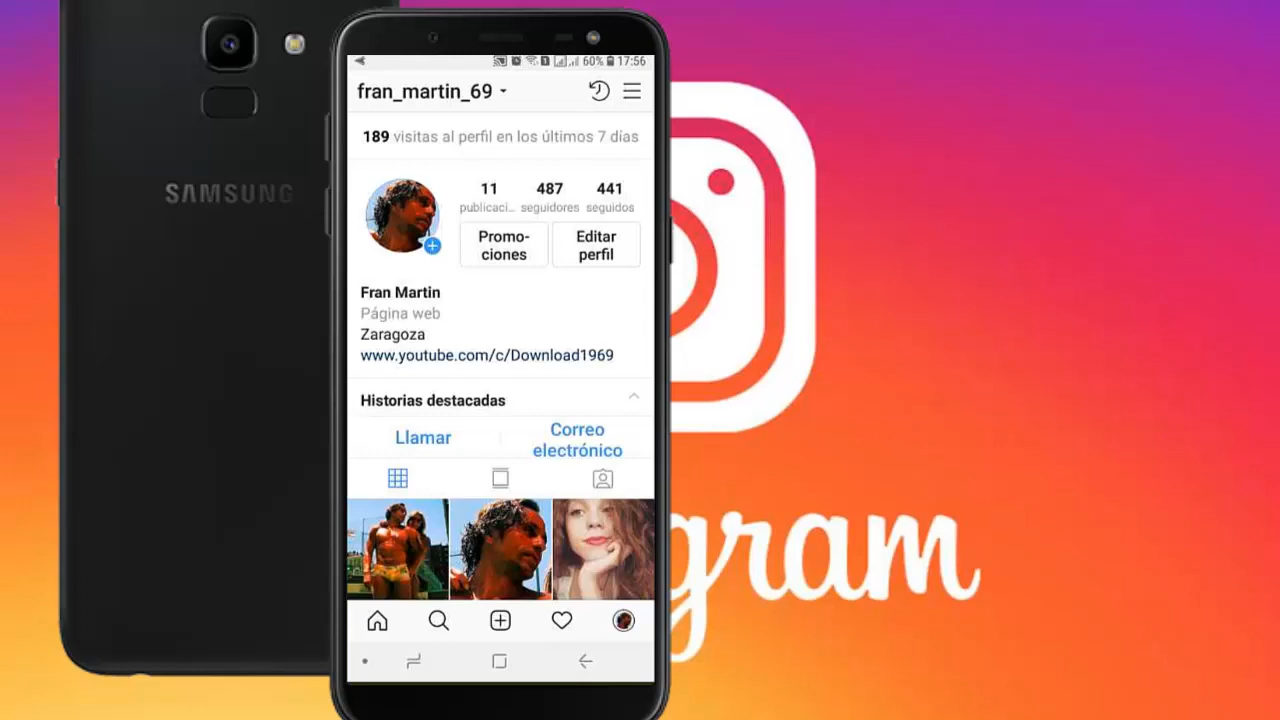 SAMSUNG
60% 17:56
fran_martin_69
189 visitas al perfil en los últimos 7 días
11 487 441
publicaci... seguidores seguidos
Promo-
ciones
Editar
perfil
Fran Martin
Página web
Zaragoza
www.youtube.com/c/Download1969
Historias destacadas
Llamar
Correo
electrónico
gram